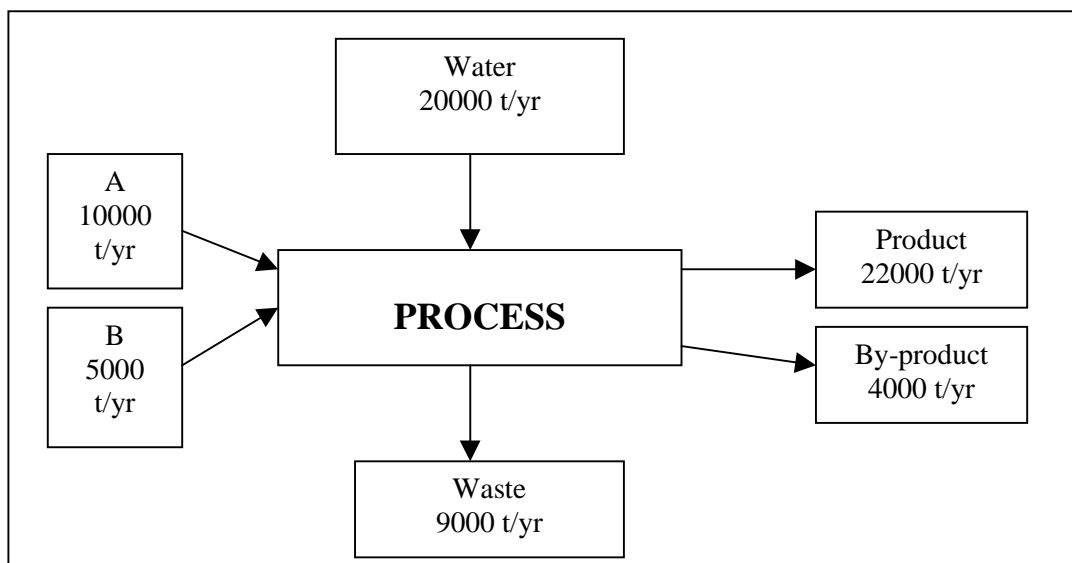 Water
20000 t/yr
A
10000
t/yr
B
5000
t/yr
PROCESS
Product
22000 t/yr
By-product
4000 t/yr
Waste
9000 t/yr